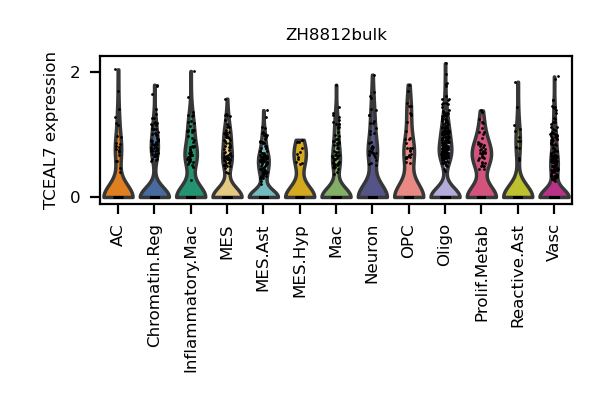 ZH8812bulk
TCEAL7 expression
2
0
AC
Chromatin.Reg
Inflammatory.Mac
MES
MES.Ast
MES.Hyp
Mac
Neuron
OPC
Oligo
Prolif.Metab
Reactive.Ast
Vasc